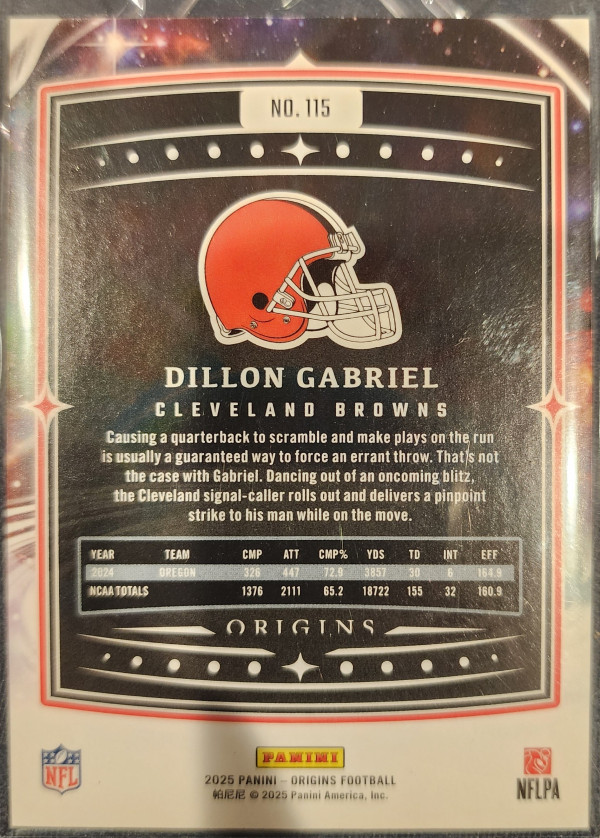 NO. 115
DILLON GABRIEL
CLEVELAND BROWNS
Causing a quarterback to scramble and make plays on the run
is usually a guaranteed way to force an errant throw. That's not
the case with Gabriel. Dancing out of an oncoming blitz,
the Cleveland signal-caller rolls out and delivers a pinpoint
strike to his man while on the move.
YEAR TEAM CMP ATT CMP% YDS TD INT EFF
2024 OREGON 326 447 72.9 3857 30 6 164.9
NCAA TOTALS 1376 2111 65.2 18722 155 32 160.9
ORIGINS
NFL
PANINI
2025 PANINI – ORIGINS FOOTBALL
帕尼尼 © 2025 Panini America, Inc.
NFLPA